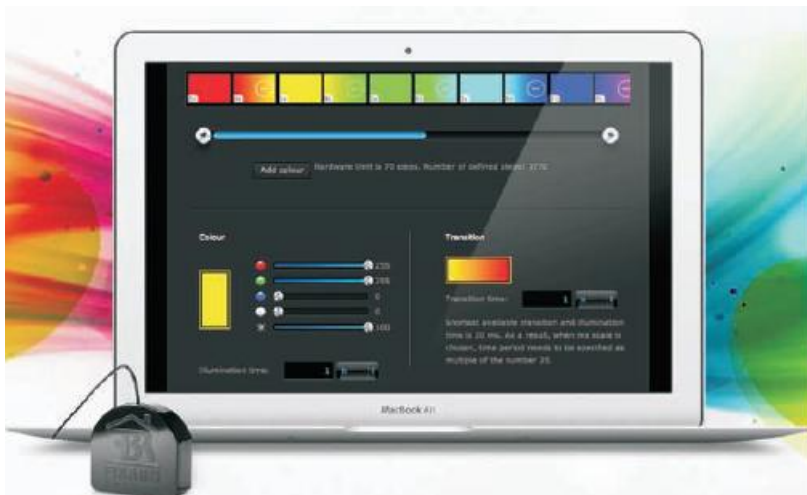 Add colour
Hardware limit is 70 steps. Number of defined steps:
Colour
255
0
0
100
Illumination time:
1
Transition
Transition time:
1
Shortest available transition and illumination
time is 20 ms. As a result, when ms scale is
chosen, time period needs to be specified as
multiple of the number 20.
MacBook Air
FIBARO